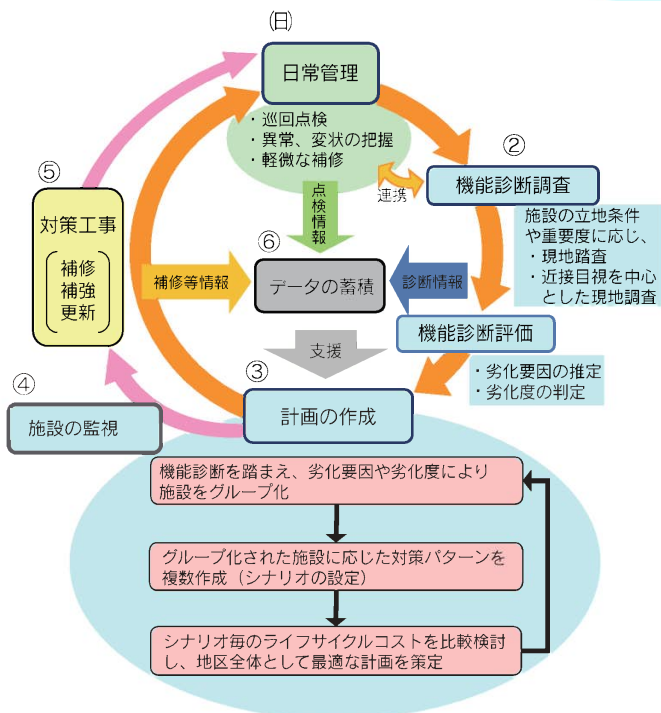 (日)
日常管理
・巡回点検
・異常、変状の把握
・軽微な補修
点検情報
連携
②
機能診断調査
施設の立地条件
や重要度に応じ、
・現地踏査
・近接目視を中心
とした現地調査
⑤
対策工事
補修
補強
更新
補修等情報
⑥
データの蓄積
診断情報
機能診断評価
・劣化要因の推定
・劣化度の判定
支援
③
計画の作成
④
施設の監視
機能診断を踏まえ、劣化要因や劣化度により
施設をグループ化
グループ化された施設に応じた対策パターンを
複数作成（シナリオの設定）
シナリオ毎のライフサイクルコストを比較検討
し、地区全体として最適な計画を策定